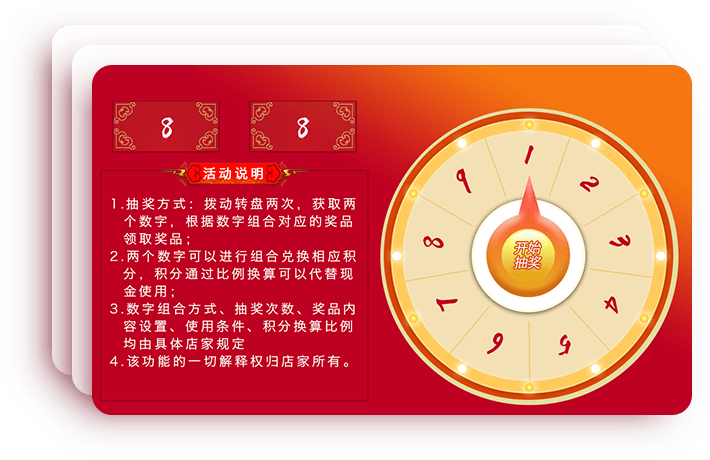 8
8
活动说明
1.抽奖方式：拨动转盘两次，获取两
个数字，根据数字组合对应的奖品
领取奖品；
2.两个数字可以进行组合兑换相应积
分，积分通过比例换算可以代替现
金使用；
3.数字组合方式、抽奖次数、奖品内
容设置、使用条件、积分换算比例
均由具体店家规定
4.该功能的一切解释权归店家所有。
1
2
3
4
5
6
7
8
9
开始
抽奖